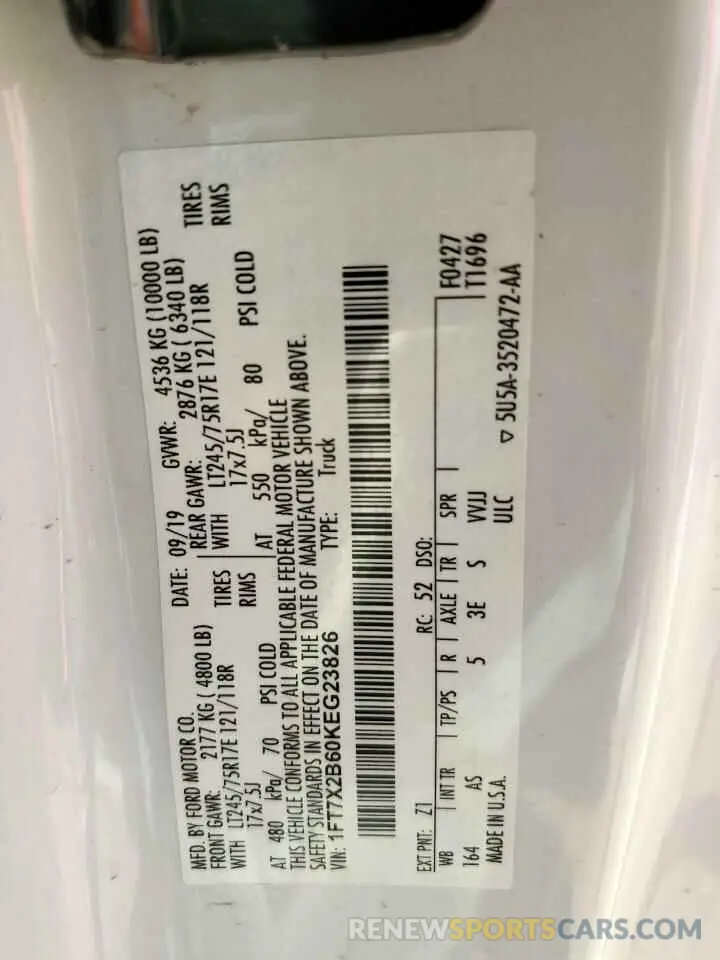 MFD. BY FORD MOTOR CO.
DATE: 09/19 GVWR: 4536 KG (10000 LB)
FRONT GAWR: 2177 KG ( 4800 LB) REAR GAWR: 2876 KG ( 6340 LB)
WITH LT245/75R17E 121/118R TIRES WITH LT245/75R17E 121/118R TIRES
17x7.5J RIMS 17x7.5J RIMS
AT 480 kPa/ 70 PSI COLD AT 550 kPa/ 80 PSI COLD
THIS VEHICLE CONFORMS TO ALL APPLICABLE FEDERAL MOTOR VEHICLE
SAFETY STANDARDS IN EFFECT ON THE DATE OF MANUFACTURE SHOWN ABOVE.
VIN: 1FT7X2B60KEG23826 TYPE: Truck
F0427
EXT PNT: Z1 RC: 52 DSO: T1696
WB INT TR TP/PS R AXLE TR SPR
164 AS 5 3E S VVJJ
MADE IN U.S.A. ULC
▽ 5U5A-3520472-AA
RENEWSPORTSCARS.COM